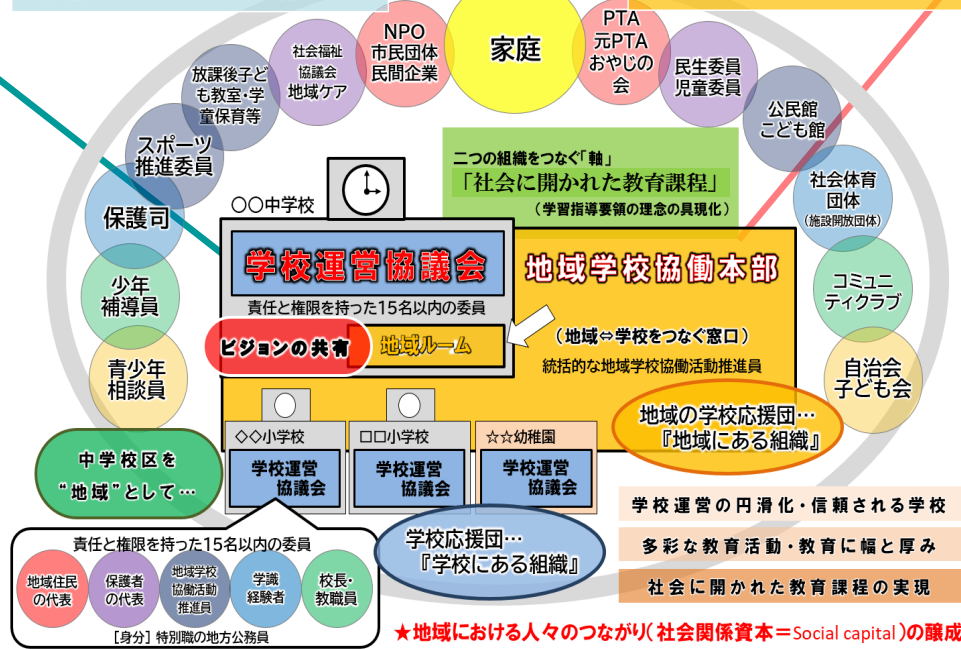 家庭
NPO
市民団体
民間企業
PTA
元PTA
おやじの
会
社会福祉
協議会
地域ケア
民生委員
児童委員
放課後子ど
も教室・学
童保育等
公民館
こども館
スポーツ
推進委員
社会体育
団体
(施設開放団体)
保護司
コミュニ
ティクラブ
少年
補導員
自治会
子ども会
青少年
相談員
二つの組織をつなぐ「軸」
「社会に開かれた教育課程」
(学習指導要領の理念の具現化)
〇〇中学校
学校運営協議会
責任と権限を持った15名以内の委員
ビジョンの共有
地域ルーム
地域学校協働本部
(地域⇔学校をつなぐ窓口)
統括的な地域学校協働活動推進員
地域の学校応援団…
『地域にある組織』
◇◇小学校
学校運営
協議会
□□小学校
学校運営
協議会
☆☆幼稚園
学校運営
協議会
中学校区を
“地域”として…
学校応援団…
『学校にある組織』
責任と権限を持った15名以内の委員
地域住民
の代表
保護者
の代表
地域学校
協働活動
推進員
学識
経験者
校長・
教職員
[身分] 特別職の地方公務員
学校運営の円滑化・信頼される学校
多彩な教育活動・教育に幅と厚み
社会に開かれた教育課程の実現
★地域における人々のつながり(社会関係資本=Social capital)の醸成